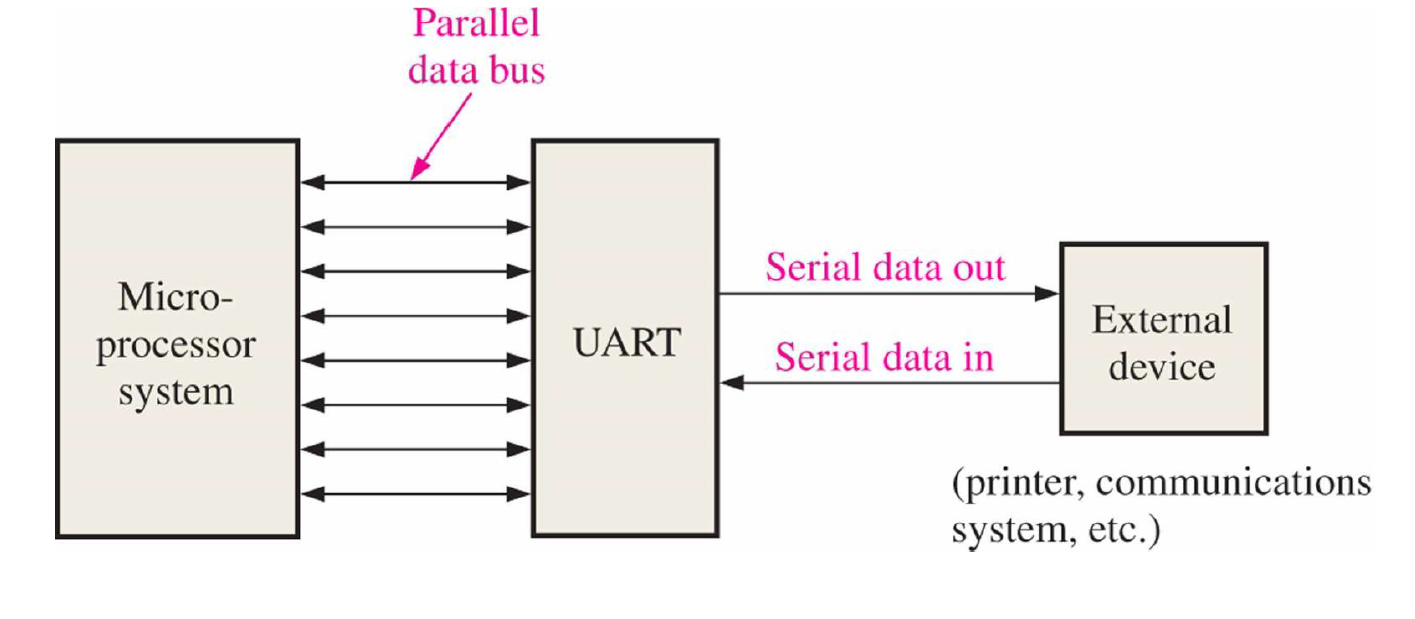 Parallel
data bus
Micro-
processor
system
UART
Serial data out
Serial data in
External
device
(printer, communications
system, etc.)